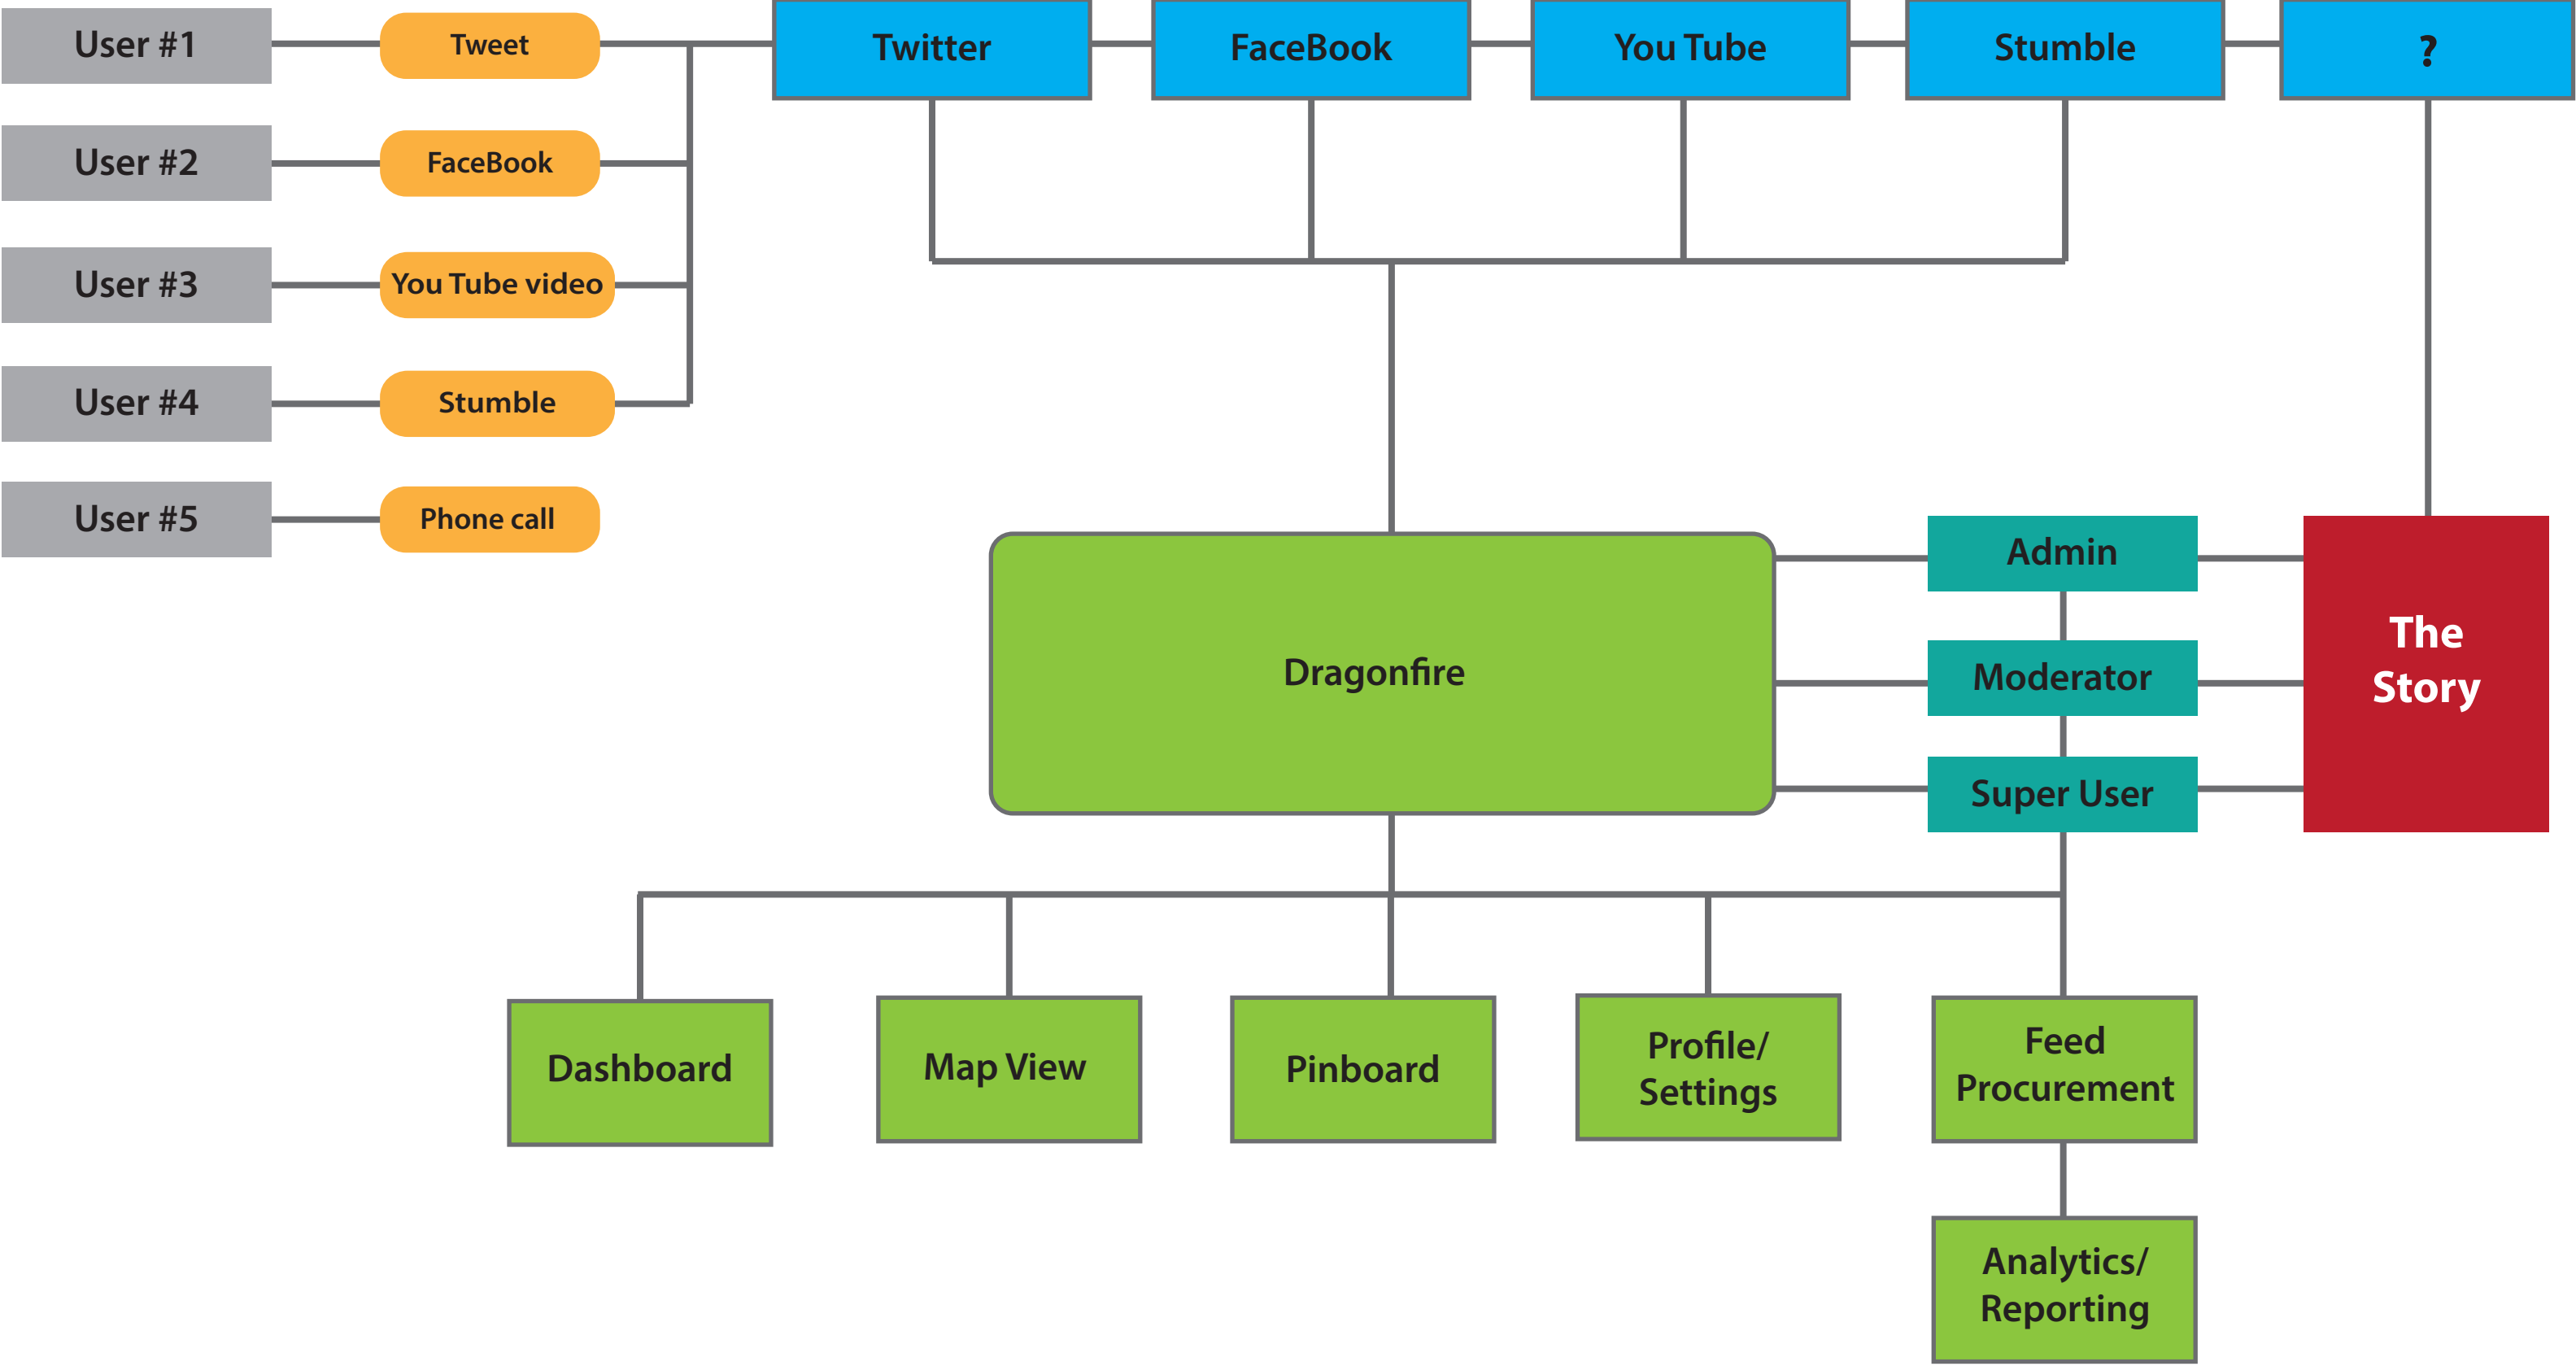 User #1
Tweet
Twitter
FaceBook
You Tube
Stumble
?
User #2
FaceBook
User #3
You Tube video
User #4
Stumble
User #5
Phone call
Dragonfire
Admin
Moderator
Super User
The
Story
Dashboard
Map View
Pinboard
Profile/
Settings
Feed
Procurement
Analytics/
Reporting